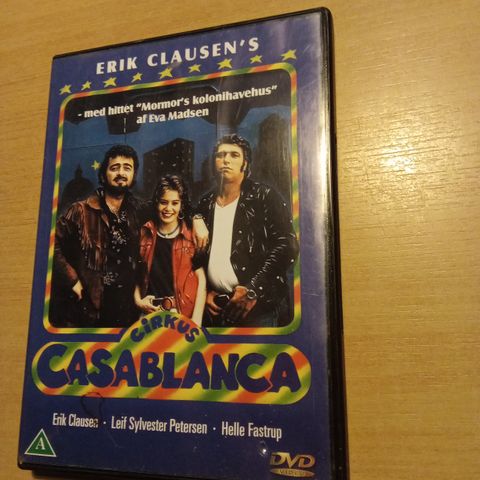 ERIK CLAUSEN'S
- med hittet "Mormor's kolonihavehus"
af Eva Madsen
CiRKUS
CASABLANCA
Erik Clausen · Leif Sylvester Petersen · Helle Fastrup
A
DVD
VIDEO